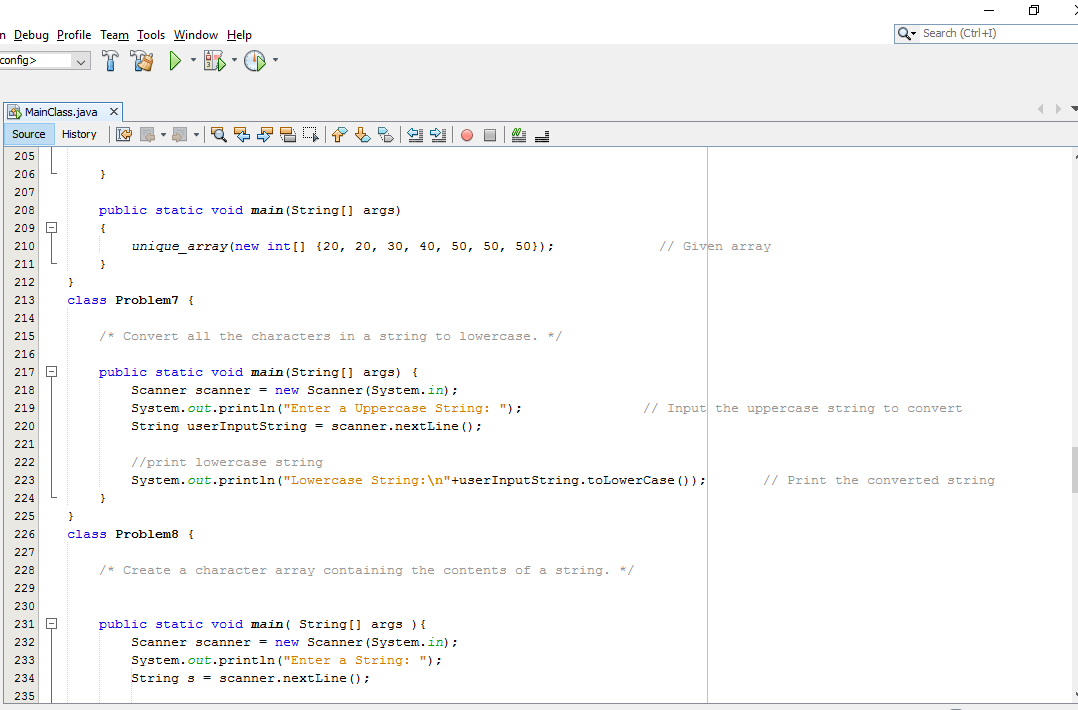 n Debug Profile Team Tools Window Help
Search (Ctrl+I)
config>
MainClass.java
Source History
205
206 }
207
208 public static void main(String[] args)
209 {
210 unique_array(new int[] {20, 20, 30, 40, 50, 50, 50}); // Given array
211 }
212 }
213 class Problem7 {
214
215 /* Convert all the characters in a string to lowercase. */
216
217 public static void main(String[] args) {
218 Scanner scanner = new Scanner(System.in);
219 System.out.println("Enter a Uppercase String: "); // Input the uppercase string to convert
220 String userInputString = scanner.nextLine();
221
222 //print lowercase string
223 System.out.println("Lowercase String:\n"+userInputString.toLowerCase()); // Print the converted string
224 }
225 }
226 class Problem8 {
227
228 /* Create a character array containing the contents of a string. */
229
230
231 public static void main( String[] args ){
232 Scanner scanner = new Scanner(System.in);
233 System.out.println("Enter a String: ");
234 String s = scanner.nextLine();
235